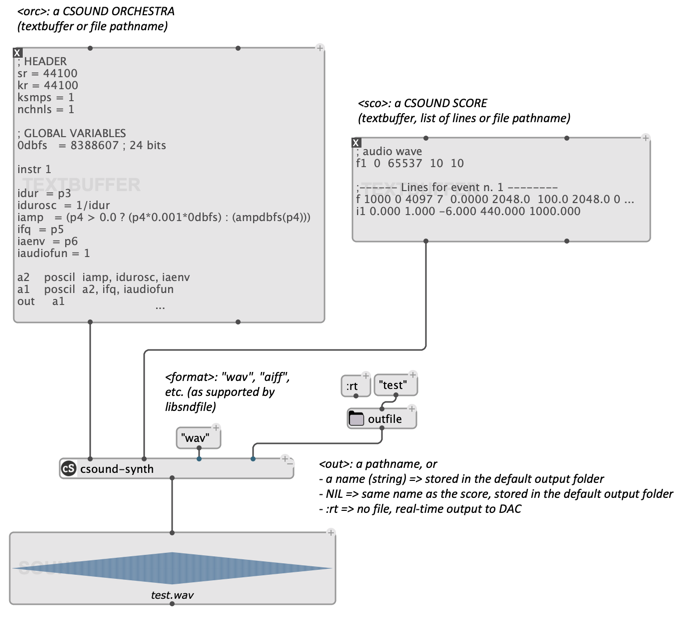 <orc>: a CSOUND ORCHESTRA
(textbuffer or file pathname)
X
; HEADER
sr = 44100
kr = 44100
ksmps = 1
nchnls = 1
; GLOBAL VARIABLES
0dbfs = 8388607 ; 24 bits
instr 1
TEXTBUFFER
idur = p3
idurosc = 1/idur
iamp = (p4 > 0.0 ? (p4*0.001*0dbfs) : (ampdbfs(p4)))
ifq = p5
iaenv = p6
iaudiofun = 1
a2 poscil iamp, idurosc, iaenv
a1 poscil a2, ifq, iaudiofun
out a1
...
<sco>: a CSOUND SCORE
(textbuffer, list of lines or file pathname)
X
; audio wave
f1 0 65537 10 10
TEXTBUFFER
;------ Lines for event n. 1 --------
f 1000 0 4097 7 0.0000 2048.0 100.0 2048.0 0 ...
i1 0.000 1.000 -6.000 440.000 1000.000
<format>: "wav", "aiff",
etc. (as supported by
libsndfile)
:rt
"test"
outfile
"wav"
cS csound-synth
<out>: a pathname, or
- a name (string) => stored in the default output folder
- NIL => same name as the score, stored in the default output folder
- :rt => no file, real-time output to DAC
test.wav